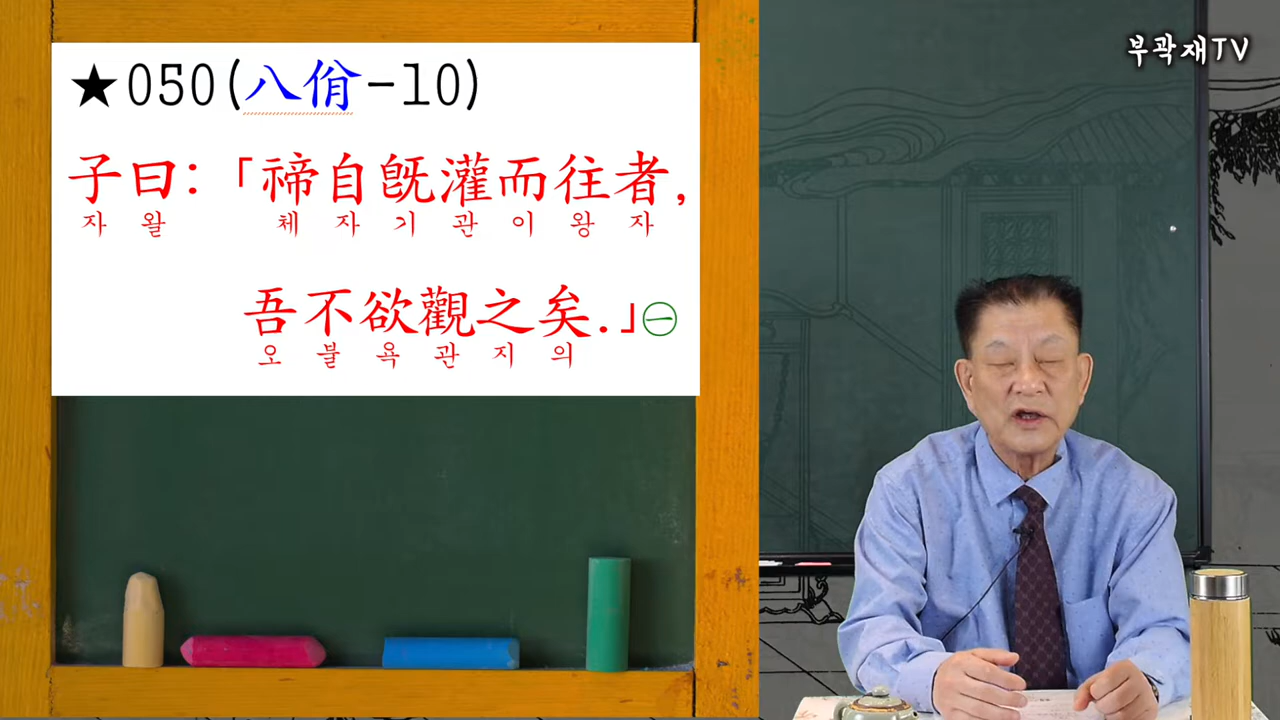 ★050(八佾-10)
子曰:「禘自旣灌而往者,
자왈 체자기관이왕자
吾不欲觀之矣.」㊀
오불욕관지의
부곽재TV